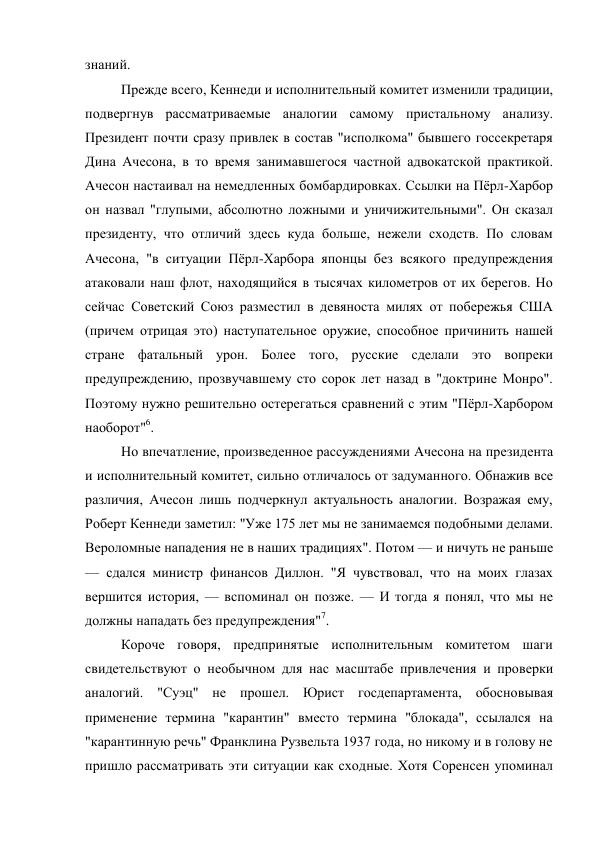 знаний.
Прежде всего, Кеннеди и исполнительный комитет изменили традиции,
подвергнув рассматриваемые аналогии самому пристальному анализу.
Президент почти сразу привлек в состав "исполкома" бывшего госсекретаря
Дина Ачесона, в то время занимавшегося частной адвокатской практикой.
Ачесон настаивал на немедленных бомбардировках. Ссылки на Пёрл-Харбор
он назвал "глупыми, абсолютно ложными и уничижительными". Он сказал
президенту, что отличий здесь куда больше, нежели сходств. По словам
Ачесона, "в ситуации Пёрл-Харбора японцы без всякого предупреждения
атаковали наш флот, находящийся в тысячах километров от их берегов. Но
сейчас Советский Союз разместил в девяноста милях от побережья США
(причем отрицая это) наступательное оружие, способное причинить нашей
стране фатальный урон. Более того, русские сделали это вопреки
предупреждению, прозвучавшему сто сорок лет назад в "доктрине Монро".
Поэтому нужно решительно остерегаться сравнений с этим "Пёрл-Харбором
наоборот"⁶.
Но впечатление, произведенное рассуждениями Ачесона на президента
и исполнительный комитет, сильно отличалось от задуманного. Обнажив все
различия, Ачесон лишь подчеркнул актуальность аналогии. Возражая ему,
Роберт Кеннеди заметил: "Уже 175 лет мы не занимаемся подобными делами.
Вероломные нападения не в наших традициях". Потом — и ничуть не раньше
— сдался министр финансов Диллон. "Я чувствовал, что на моих глазах
вершится история, — вспоминал он позже. — И тогда я понял, что мы не
должны нападать без предупреждения"⁷.
Короче говоря, предпринятые исполнительным комитетом шаги
свидетельствуют о необычном для нас масштабе привлечения и проверки
аналогий. "Суэц" не прошел. Юрист госдепартамента, обосновывая
применение термина "карантин" вместо термина "блокада", ссылался на
"карантинную речь" Франклина Рузвельта 1937 года, но никому и в голову не
пришло рассматривать эти ситуации как сходные. Хотя Соренсен упоминал